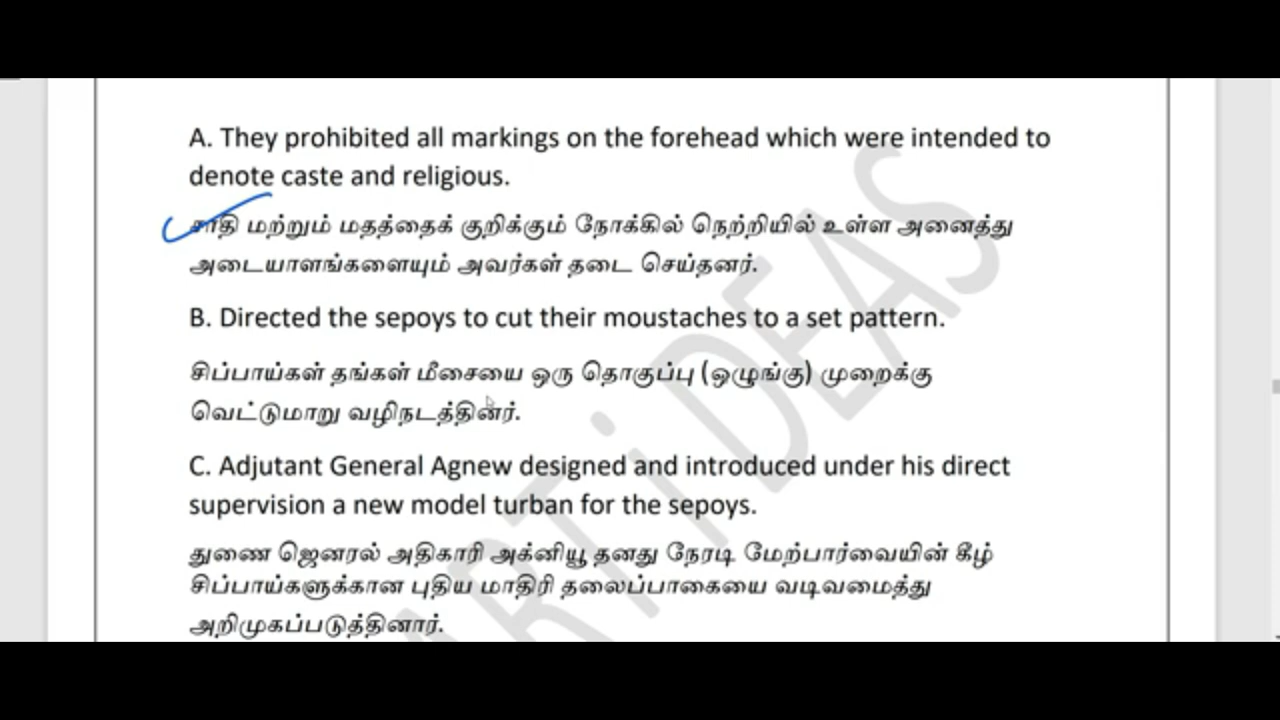 A. They prohibited all markings on the forehead which were intended to
denote caste and religious.
சாதி மற்றும் மதத்தைக் குறிக்கும் நோக்கில் நெற்றியில் உள்ள அனைத்து
அடையாளங்களையும் அவர்கள் தடை செய்தனர்.
B. Directed the sepoys to cut their moustaches to a set pattern.
சிப்பாய்கள் தங்கள் மீசையை ஒரு தொகுப்பு (ஒழுங்கு) முறைக்கு
வெட்டுமாறு வழிநடத்தினர்.
C. Adjutant General Agnew designed and introduced under his direct
supervision a new model turban for the sepoys.
துணை ஜெனரல் அதிகாரி அக்னியூ தனது நேரடி மேற்பார்வையின் கீழ்
சிப்பாய்களுக்கான புதிய மாதிரி தலைப்பாகையை வடிவமைத்து
அறிமுகப்படுத்தினார்.
ART i DEAS